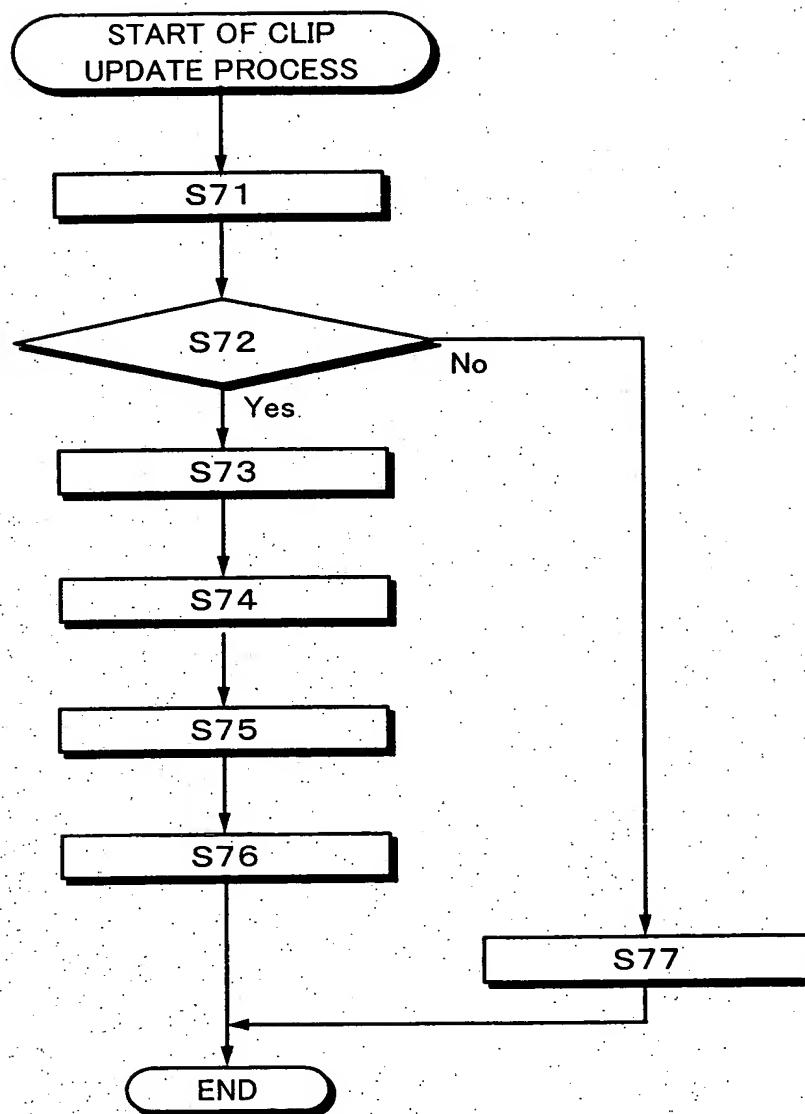 START OF CLIP
UPDATE PROCESS
S71
S72
No
Yes
S73
S74
S75
S76
S77
END